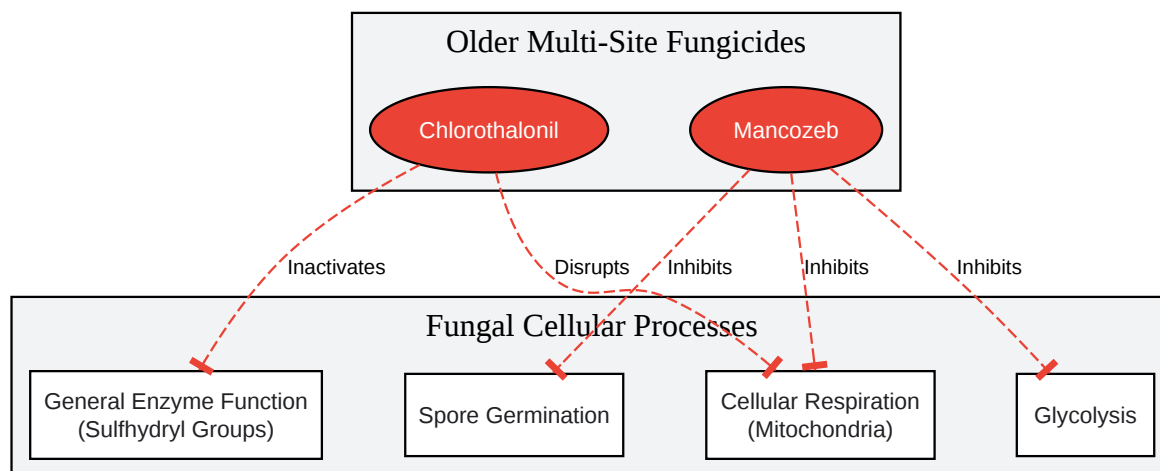 Older Multi-Site Fungicides
Chlorothalonil
Mancozeb
Inactivates
Disrupts
Inhibits
Inhibits
Inhibits
Fungal Cellular Processes
General Enzyme Function
(Sulfhydryl Groups)
Spore Germination
Cellular Respiration
(Mitochondria)
Glycolysis